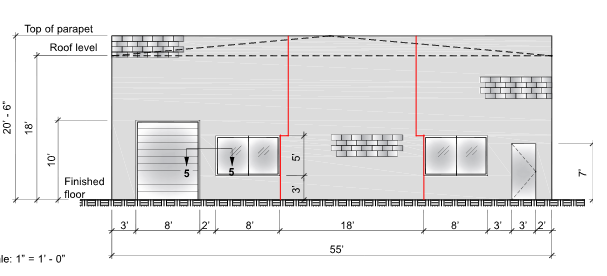 Top of parapet
Roof level
20' - 6"
18'
10'
5 5
5'
3'
7'
Finished
floor
3' 8' 2' 8' 18' 8' 3' 3' 2'
55'
le: 1" = 1' - 0"